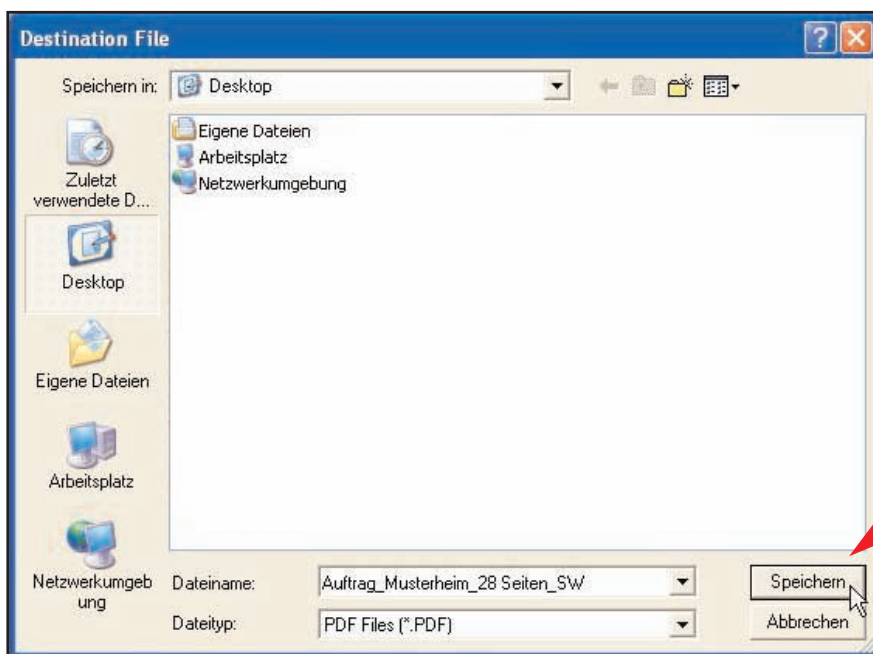 Destination File
?
Speichern in:
Desktop
Zuletzt
verwendete D...
Desktop
Eigene Dateien
Arbeitsplatz
Netzwerkumgeb
ung
Eigene Dateien
Arbeitsplatz
Netzwerkumgebung
Dateiname:
Auftrag_Musterheim_28 Seiten_SW
Speichern
Dateityp:
PDF Files (*.PDF)
Abbrechen